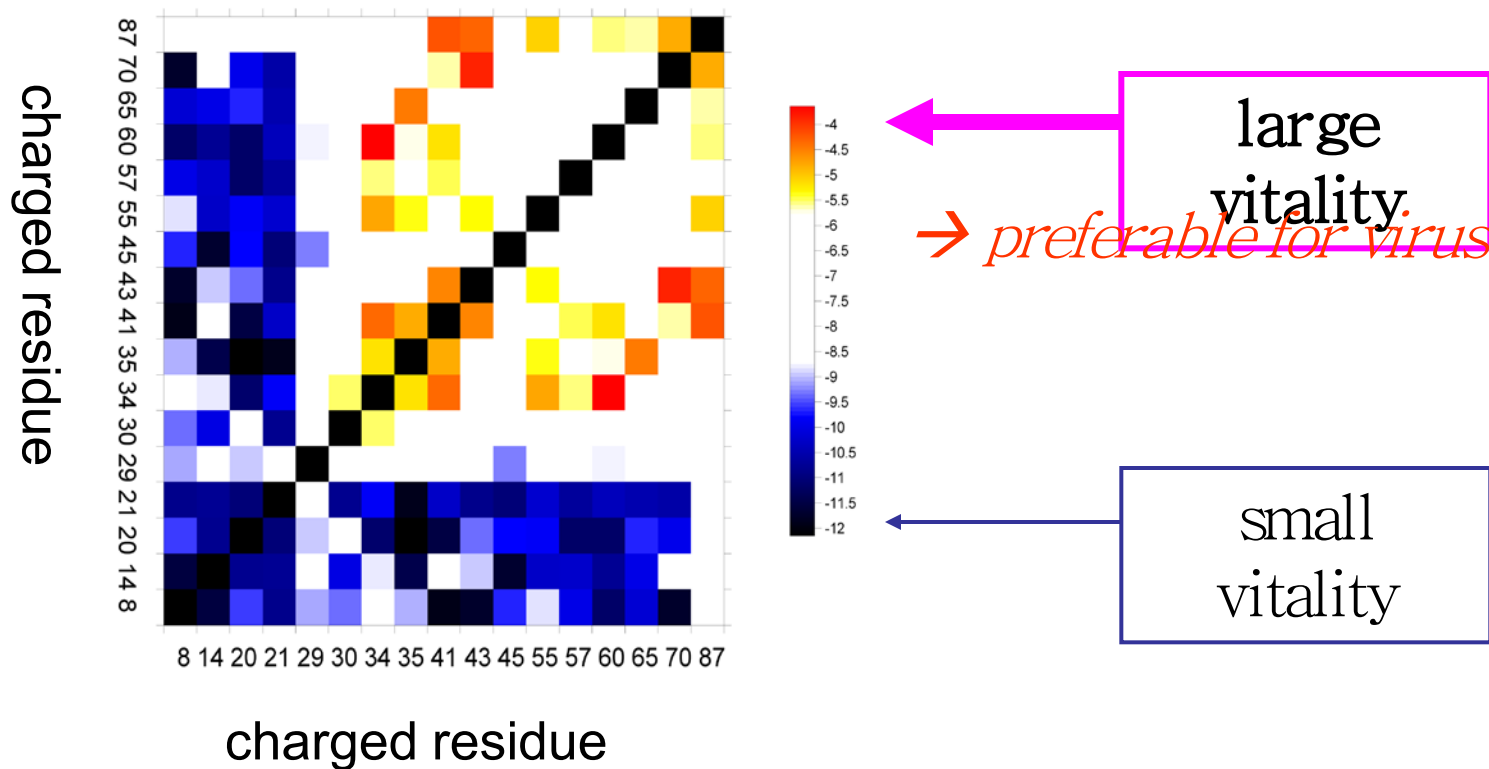 charged residue
87 70 65 60 57 55 45 43 41 35 34 30 29 21 20 14 8
8 14 20 21 29 30 34 35 41 43 45 55 57 60 65 70 87
charged residue
-4
-4.5
-5
-5.5
-6
-6.5
-7
-7.5
-8
-8.5
-9
-9.5
-10
-10.5
-11
-11.5
-12
large
vitality
→ preferable for virus
small
vitality